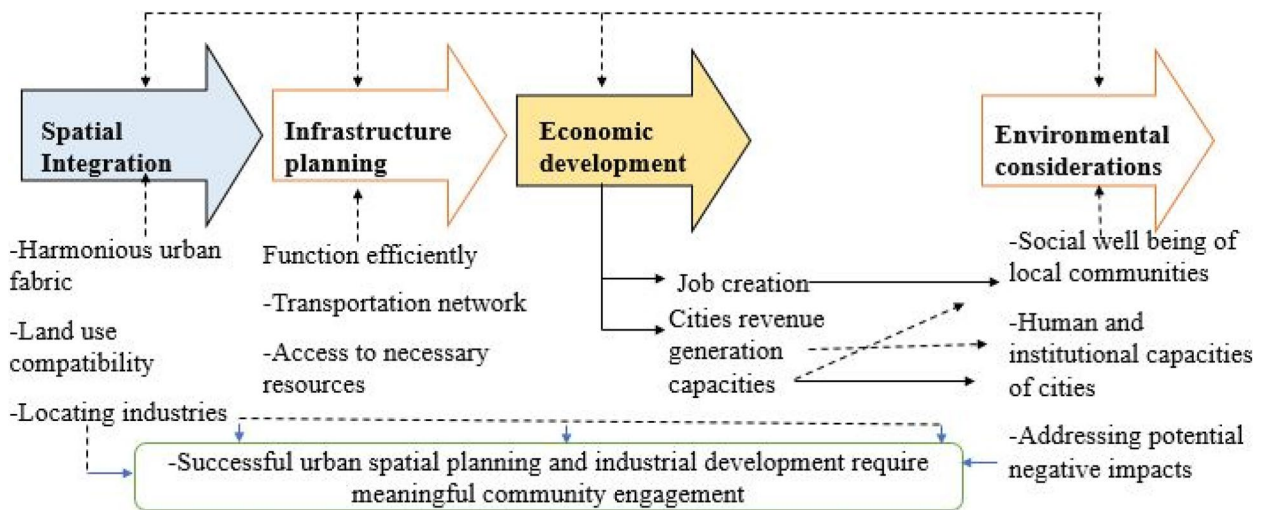 Spatial
Integration
Infrastructure
planning
Economic
development
Environmental
considerations
-Harmonious urban
fabric
-Land use
compatibility
-Locating industries
Function efficiently
-Transportation network
-Access to necessary
resources
Job creation
Cities revenue
generation
capacities
-Social well being of
local communities
-Human and
institutional capacities
of cities
-Addressing potential
negative impacts
-Successful urban spatial planning and industrial development require
meaningful community engagement